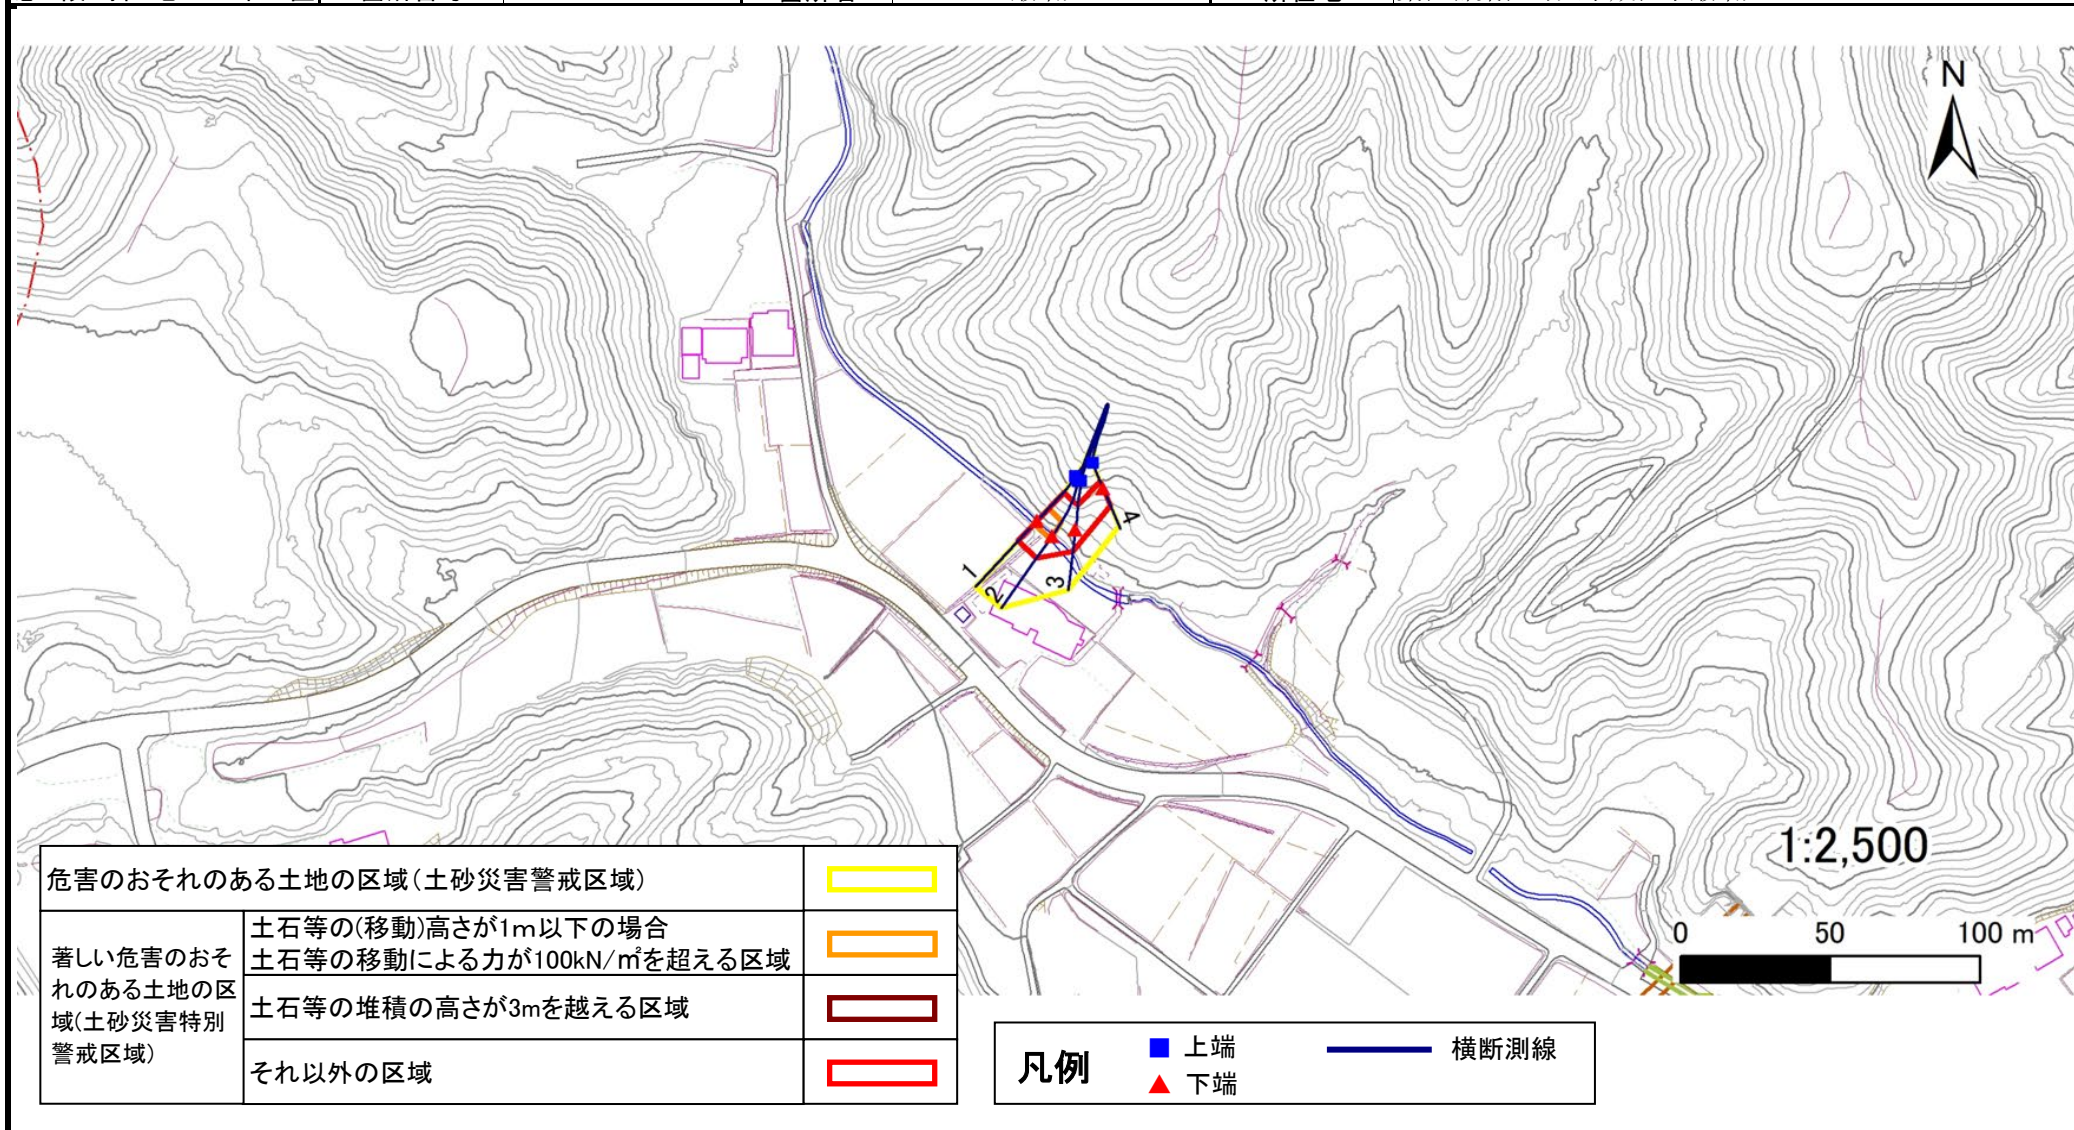 N
1
2
3
4
1:2,500
0 50 100 m
危害のおそれのある土地の区域(土砂災害警戒区域)
著しい危害のおそ
れのある土地の区
域(土砂災害特別
警戒区域)
土石等の(移動)高さが1m以下の場合
土石等の移動による力が100kN/㎡を超える区域
土石等の堆積の高さが3mを越える区域
それ以外の区域
凡例
上端
下端
横断測線